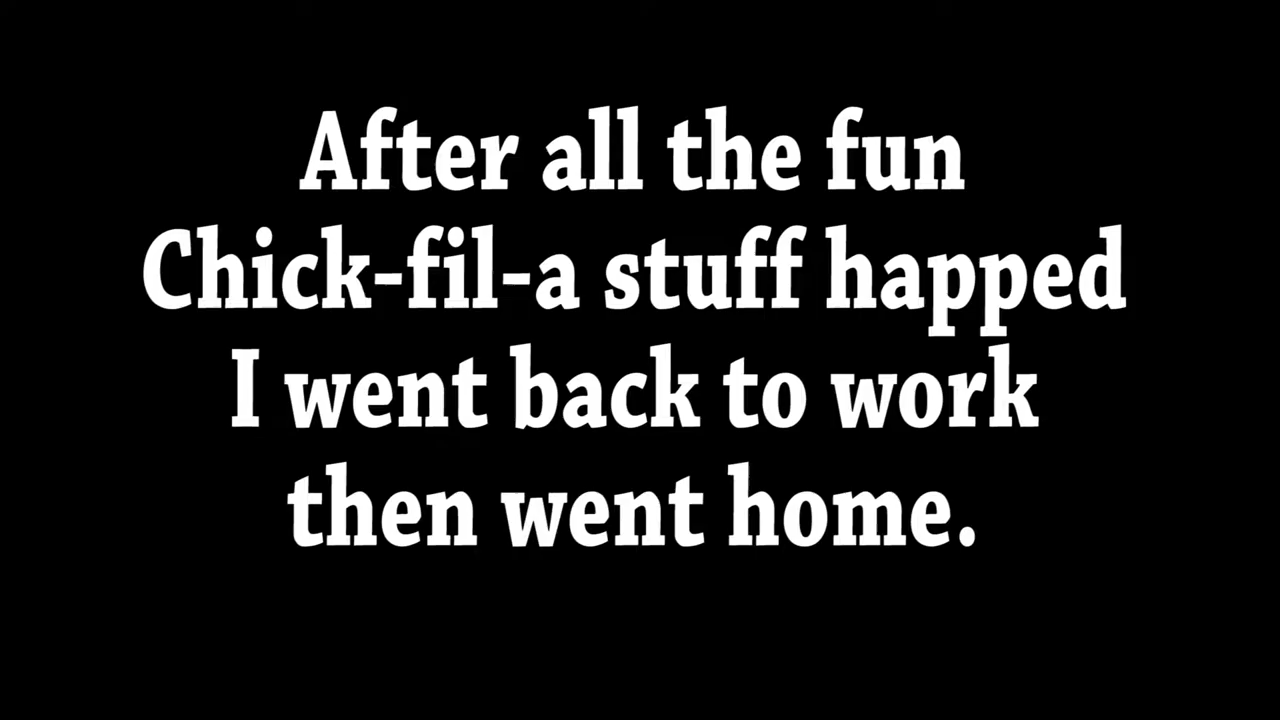 After all the fun
Chick-fil-a stuff happed
I went back to work
then went home.